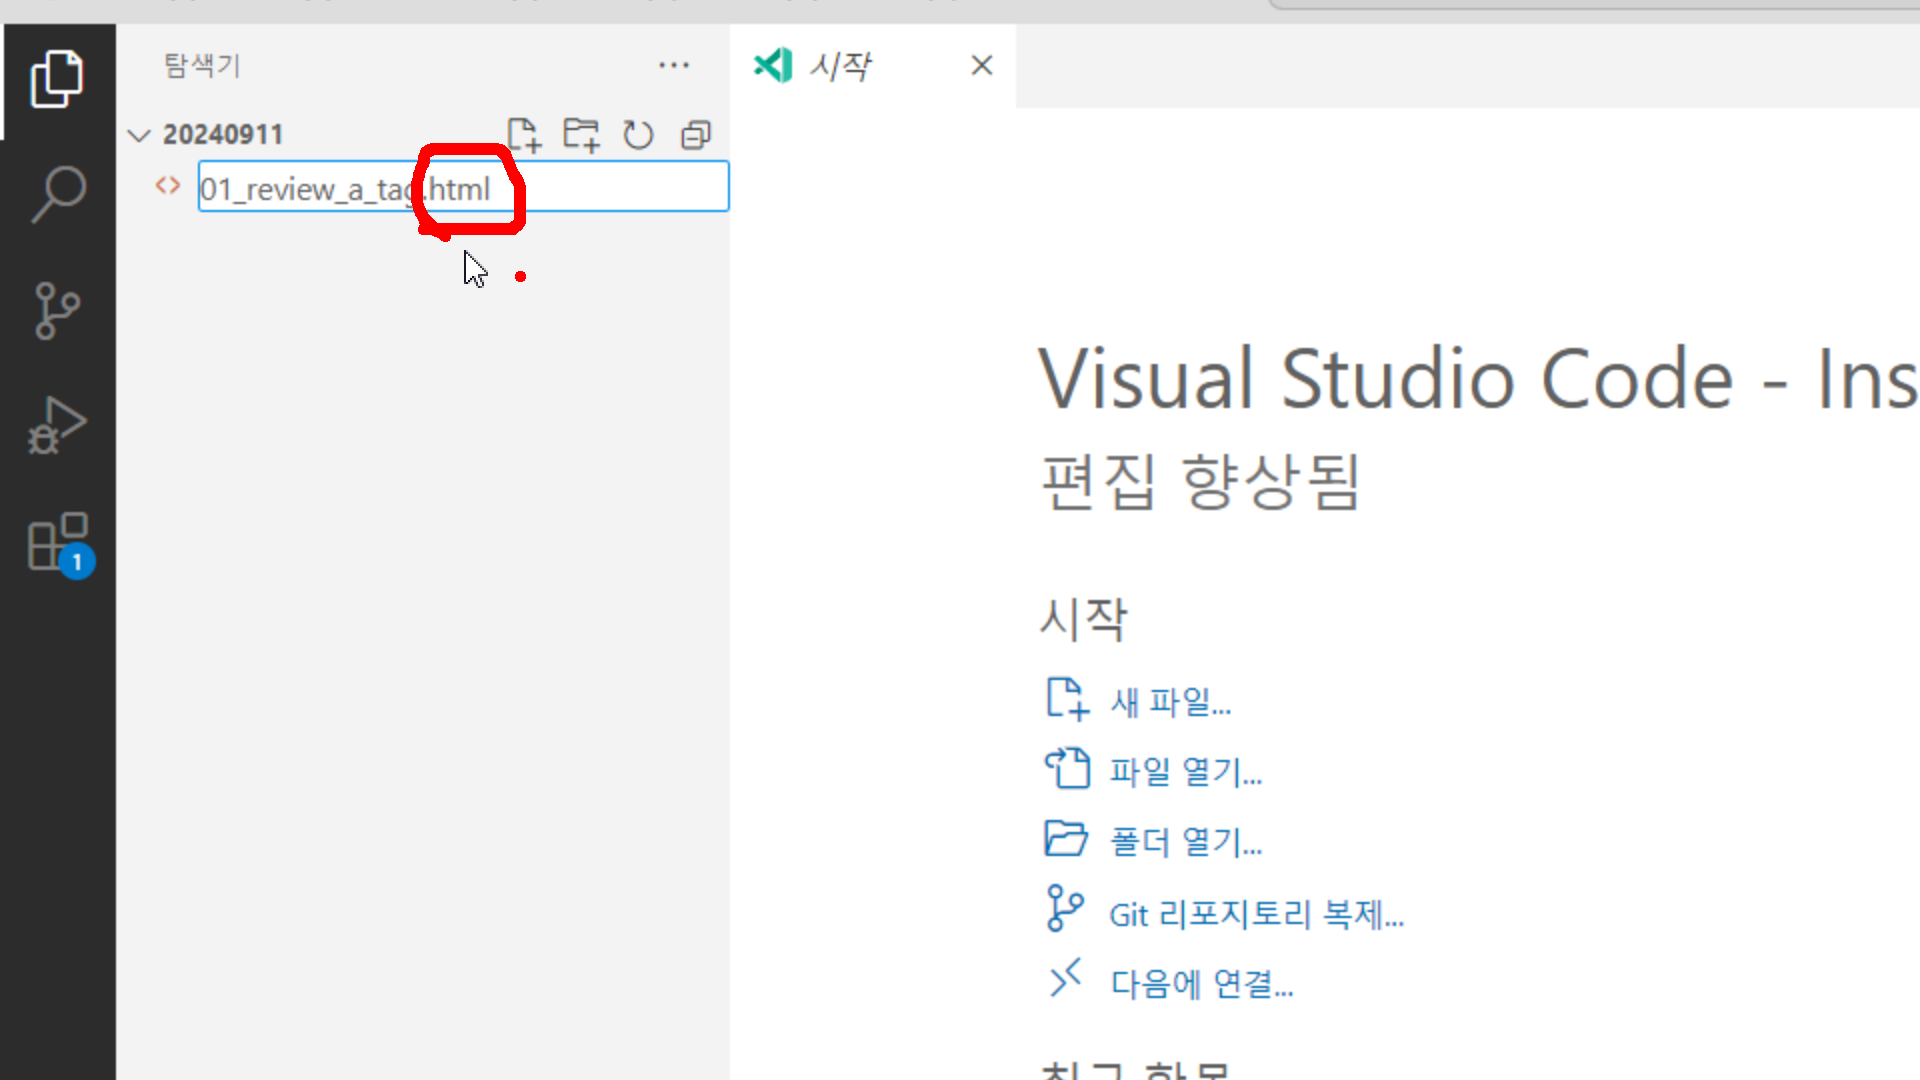 탐색기
시작
20240911
01_review_a_tag.html
1
Visual Studio Code - Ins
편집 향상됨
시작
새 파일...
파일 열기...
폴더 열기...
Git 리포지토리 복제...
다음에 연결...